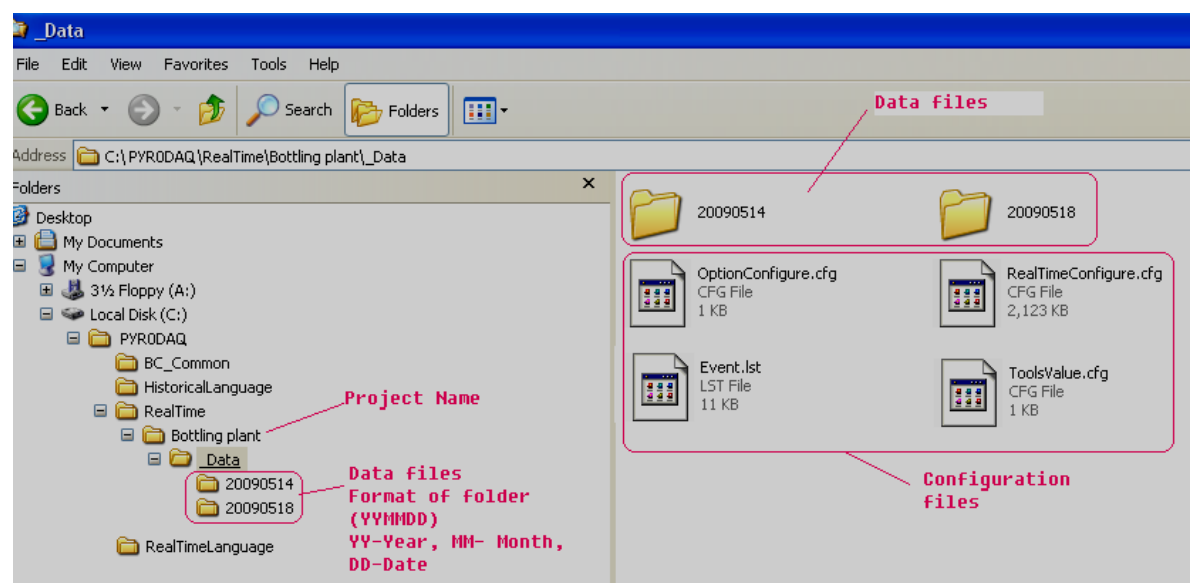 _Data
File Edit View Favorites Tools Help
Back Search Folders
Address C:\PYR0DAQ\RealTime\Bottling plant\_Data
Folders
Desktop
My Documents
My Computer
3½ Floppy (A:)
Local Disk (C:)
PYR0DAQ
BC_Common
HistoricalLanguage
RealTime
Bottling plant
_Data
20090514
20090518
RealTimeLanguage
Project Name
Data files
Format of folder
(YYMMDD)
YY-Year, MM- Month,
DD-Date
Data files
20090514
20090518
OptionConfigure.cfg
CFG File
1 KB
RealTimeConfigure.cfg
CFG File
2,123 KB
Event.lst
LST File
11 KB
ToolsValue.cfg
CFG File
1 KB
Configuration
files